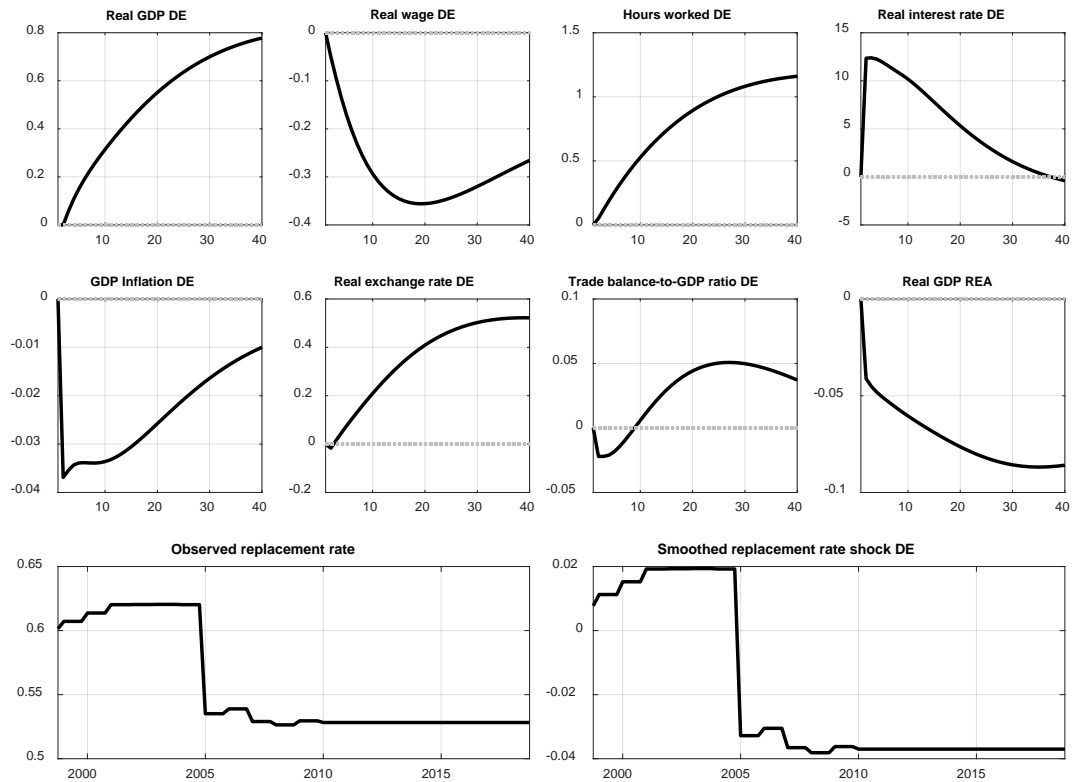 Real GDP DE
Real wage DE
Hours worked DE
Real interest rate DE
0.8
0.6
0.4
0.2
0
10 20 30 40
0
-0.1
-0.2
-0.3
-0.4
10 20 30 40
1.5
1
0.5
0
10 20 30 40
15
10
5
0
-5
10 20 30 40
GDP Inflation DE
Real exchange rate DE
Trade balance-to-GDP ratio DE
Real GDP REA
0
-0.01
-0.02
-0.03
-0.04
10 20 30 40
0.6
0.4
0.2
0
-0.2
10 20 30 40
0.1
0.05
0
-0.05
10 20 30 40
0
-0.05
-0.1
10 20 30 40
Observed replacement rate
Smoothed replacement rate shock DE
0.65
0.6
0.55
0.5
2000 2005 2010 2015
0.02
0
-0.02
-0.04
2000 2005 2010 2015